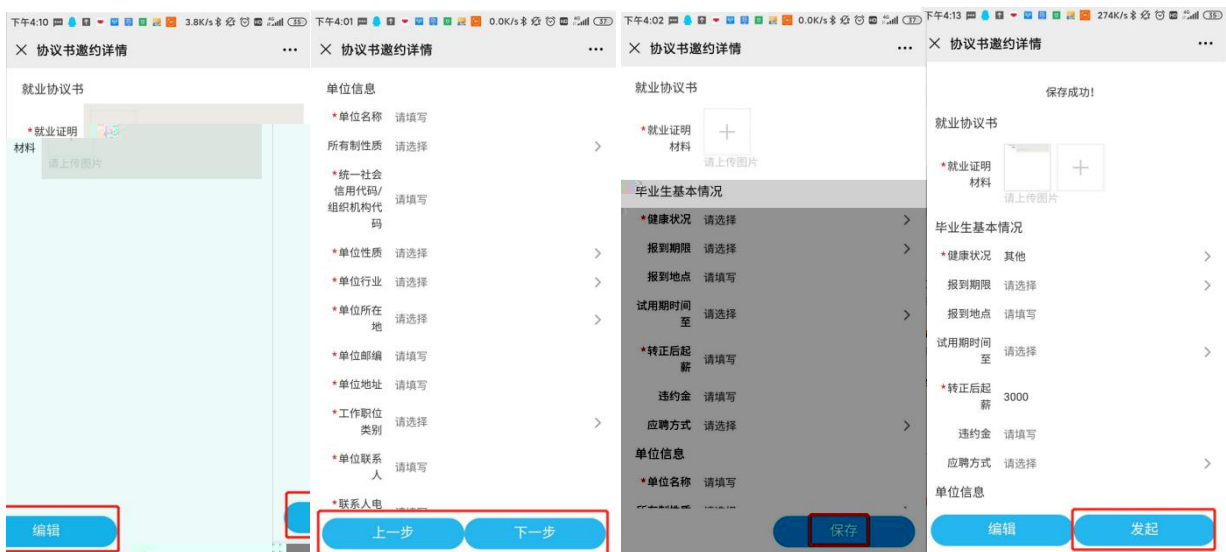 下午4:10
3.8K/s
35
协议书邀约详情
就业协议书
*就业证明
材料
请上传图片
编辑
下午4:01
0.0K/s
37
协议书邀约详情
单位信息
*单位名称 请填写
所有制性质 请选择
*统一社会
信用代码/
组织机构代
码
请填写
*单位性质 请选择
*单位行业 请选择
*单位所在
地
请选择
*单位邮编 请填写
*单位地址 请填写
*工作职位
类别
请选择
*单位联系
人
请填写
*联系人电
上一步
下一步
下午4:02
0.0K/s
37
协议书邀约详情
就业协议书
*就业证明
材料
请上传图片
毕业生基本情况
*健康状况 请选择
报到期限 请选择
报到地点 请填写
试用期时间
至
请选择
*转正后起
薪
请填写
违约金 请填写
应聘方式 请选择
单位信息
*单位名称 请填写
保存
下午4:13
274K/s
35
协议书邀约详情
保存成功!
就业协议书
*就业证明
材料
请上传图片
毕业生基本情况
*健康状况 其他
报到期限 请选择
报到地点 请填写
试用期时间
至
请选择
*转正后起
薪
3000
违约金 请填写
应聘方式 请选择
单位信息
编辑
发起